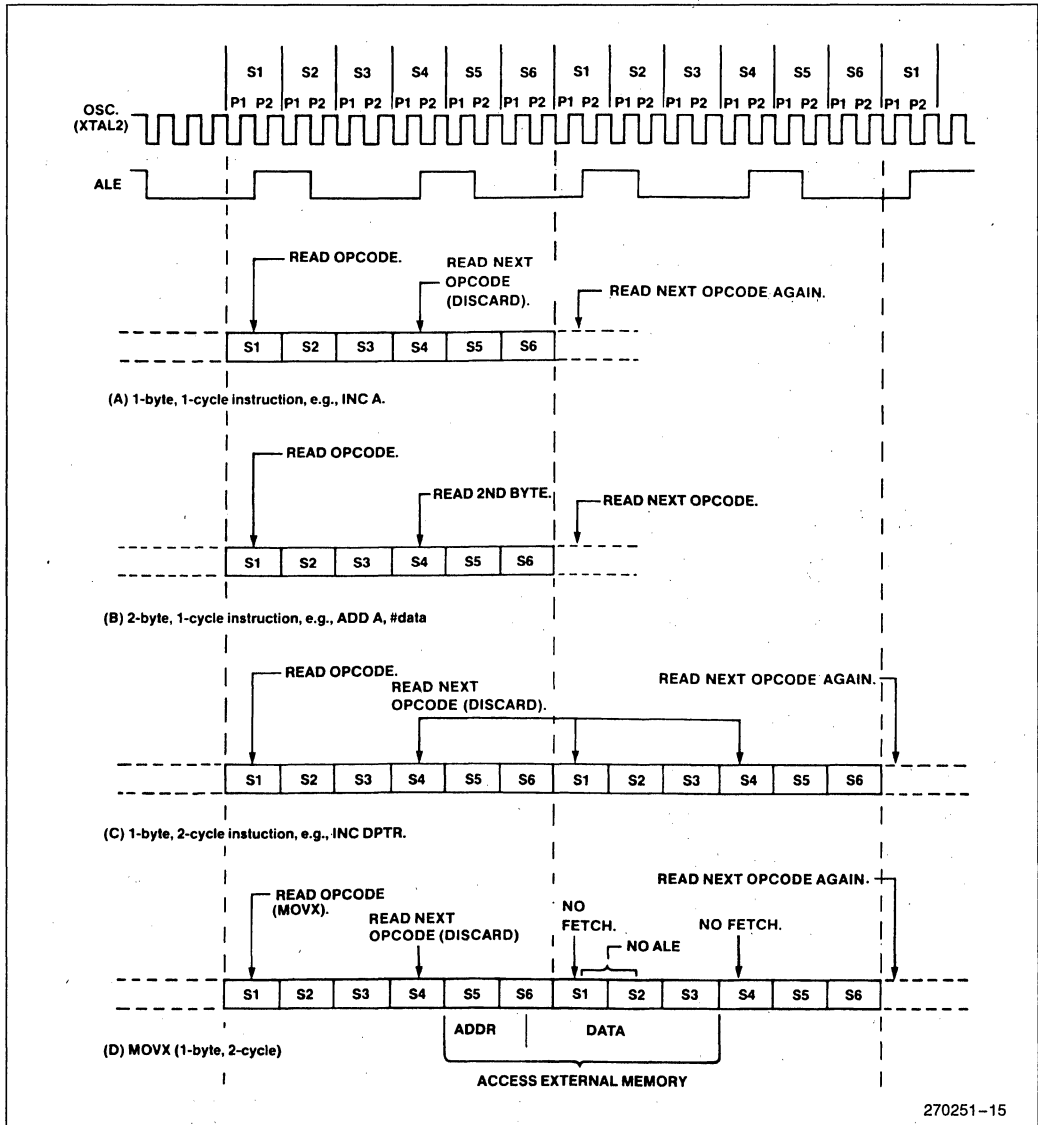 S1 S2 S3 S4 S5 S6 S1 S2 S3 S4 S5 S6 S1
P1 P2 P1 P2 P1 P2 P1 P2 P1 P2 P1 P2 P1 P2 P1 P2 P1 P2 P1 P2 P1 P2 P1 P2 P1 P2
OSC.
(XTAL2)
ALE
READ OPCODE.
READ NEXT
OPCODE
(DISCARD).
READ NEXT OPCODE AGAIN.
S1 S2 S3 S4 S5 S6
(A) 1-byte, 1-cycle instruction, e.g., INC A.
READ OPCODE.
READ 2ND BYTE.
READ NEXT OPCODE.
S1 S2 S3 S4 S5 S6
(B) 2-byte, 1-cycle instruction, e.g., ADD A, #data
READ OPCODE.
READ NEXT
OPCODE (DISCARD).
READ NEXT OPCODE AGAIN.
S1 S2 S3 S4 S5 S6 S1 S2 S3 S4 S5 S6
(C) 1-byte, 2-cycle instuction, e.g., INC DPTR.
READ OPCODE
(MOVX).
READ NEXT
OPCODE (DISCARD)
NO
FETCH.
NO ALE
NO FETCH.
READ NEXT OPCODE AGAIN.
S1 S2 S3 S4 S5 S6 S1 S2 S3 S4 S5 S6
ADDR DATA
(D) MOVX (1-byte, 2-cycle)
ACCESS EXTERNAL MEMORY
270251-15